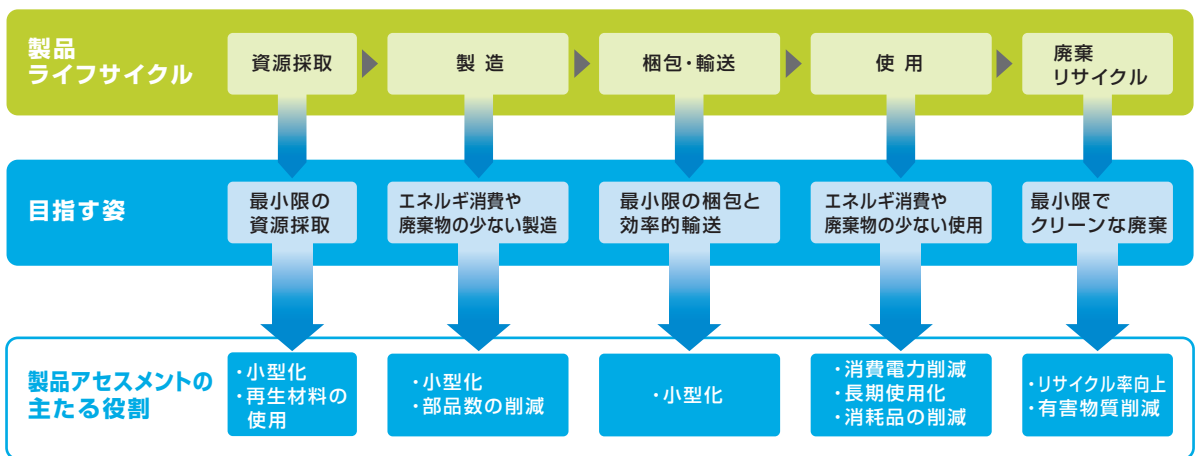 製品
ライフサイクル
資源採取
製造
梱包・輸送
使用
廃棄
リサイクル
目指す姿
最小限の
資源採取
エネルギ消費や
廃棄物の少ない製造
最小限の梱包と
効率的輸送
エネルギ消費や
廃棄物の少ない使用
最小限で
クリーンな廃棄
製品アセスメントの
主たる役割
・小型化
・再生材料の
使用
・小型化
・部品数の削減
・小型化
・消費電力削減
・長期使用化
・消耗品の削減
・リサイクル率向上
・有害物質削減